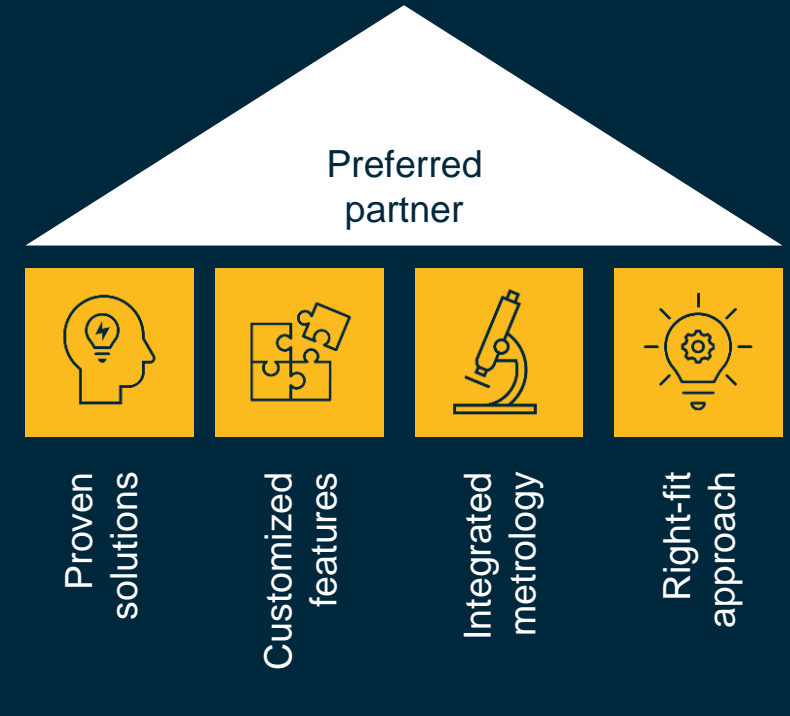 Preferred
partner
Proven
solutions
Customized
features
Integrated
metrology
Right-fit
approach